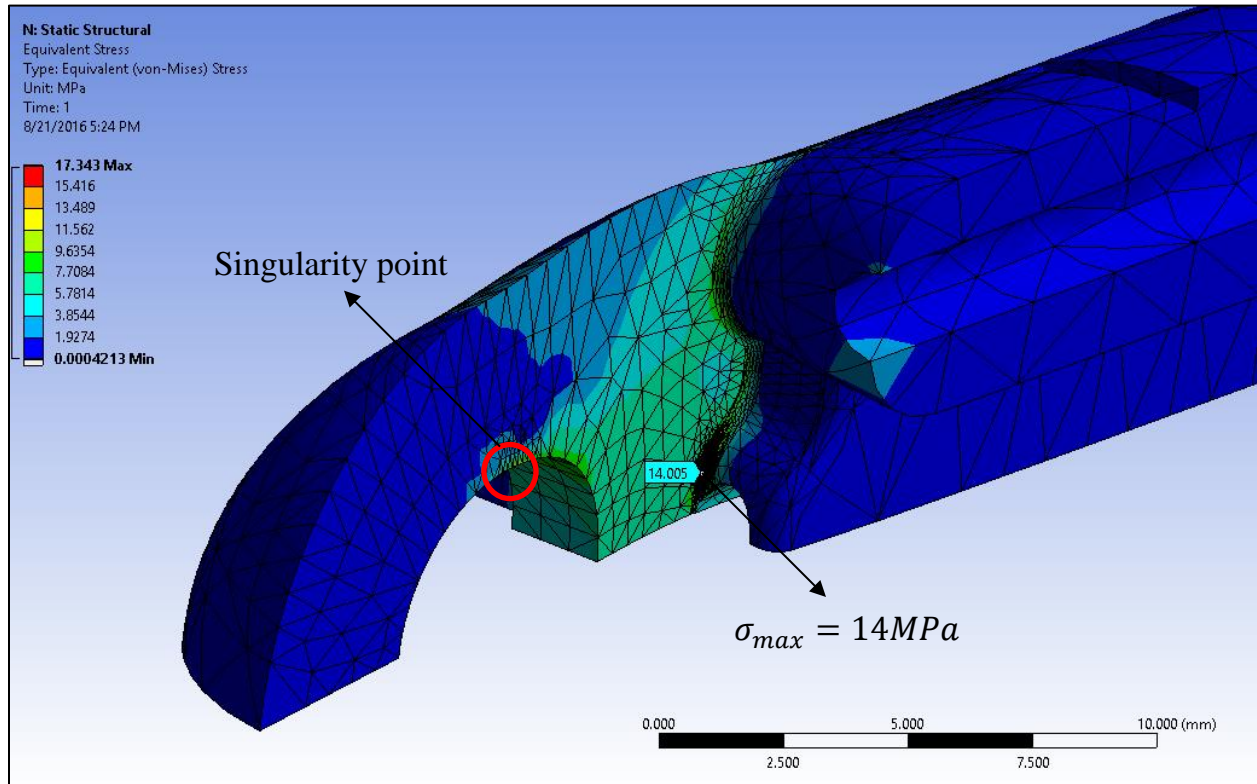 N: Static Structural
Equivalent Stress
Type: Equivalent (von-Mises) Stress
Unit: MPa
Time: 1
8/21/2016 5:24 PM
17.343 Max
15.416
13.489
11.562
9.6354
7.7084
5.7814
3.8544
1.9274
0.0004213 Min
Singularity point
14.005
σmax = 14MPa
0.000 5.000 10.000 (mm)
2.500 7.500